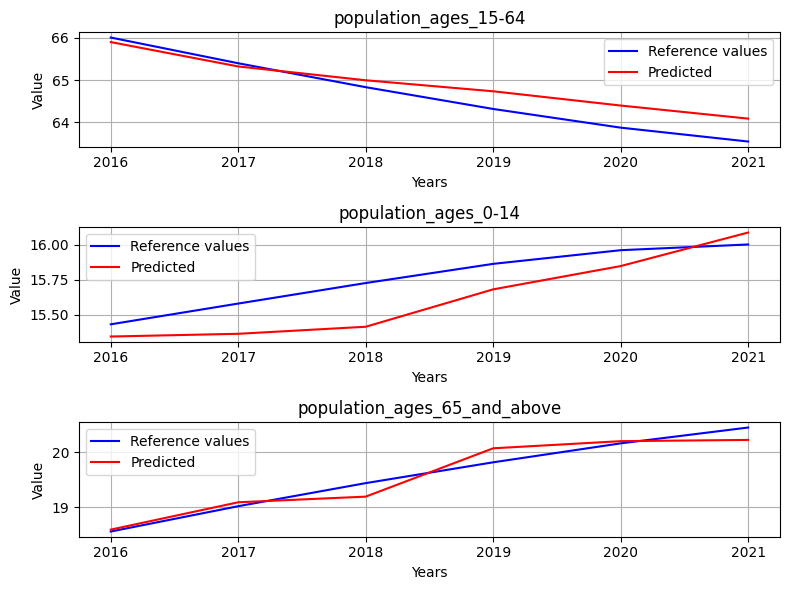 population_ages_15-64
66
65
64
Value
Reference values
Predicted
2016 2017 2018 2019 2020 2021
Years
population_ages_0-14
16.00
15.75
15.50
Value
Reference values
Predicted
2016 2017 2018 2019 2020 2021
Years
population_ages_65_and_above
20
19
Value
Reference values
Predicted
2016 2017 2018 2019 2020 2021
Years